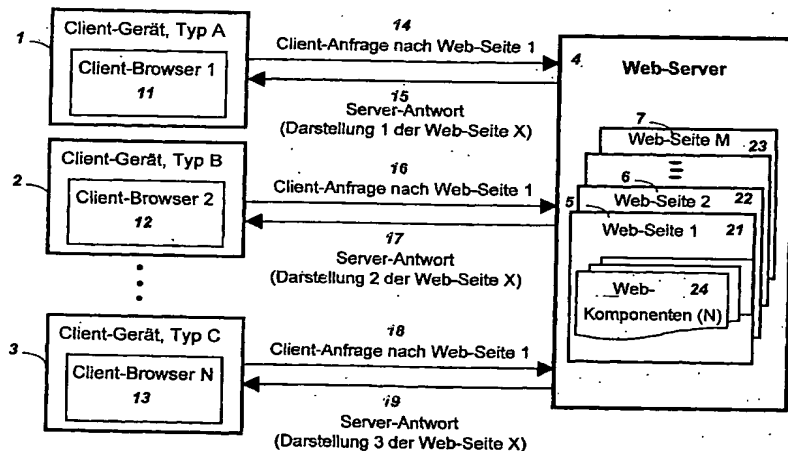 1
Client-Gerät, Typ A
Client-Browser 1
11
14
Client-Anfrage nach Web-Seite 1
15
Server-Antwort
(Darstellung 1 der Web-Seite X)
2
Client-Gerät, Typ B
Client-Browser 2
12
16
Client-Anfrage nach Web-Seite 1
17
Server-Antwort
(Darstellung 2 der Web-Seite X)
3
Client-Gerät, Typ C
Client-Browser N
13
18
Client-Anfrage nach Web-Seite 1
19
Server-Antwort
(Darstellung 3 der Web-Seite X)
4
Web-Server
7
Web-Seite M
23
6
Web-Seite 2
22
5
Web-Seite 1
21
Web-
24
Komponenten (N)